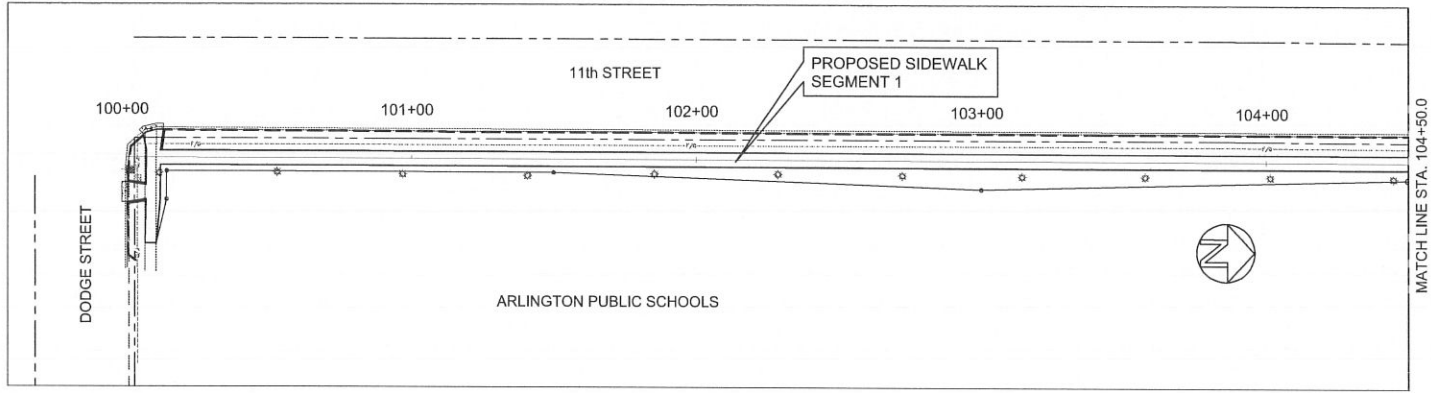 PROPOSED SIDEWALK
SEGMENT 1
11th STREET
100+00
101+00
102+00
103+00
104+00
MATCH LINE STA. 104+50.0
DODGE STREET
ARLINGTON PUBLIC SCHOOLS
N